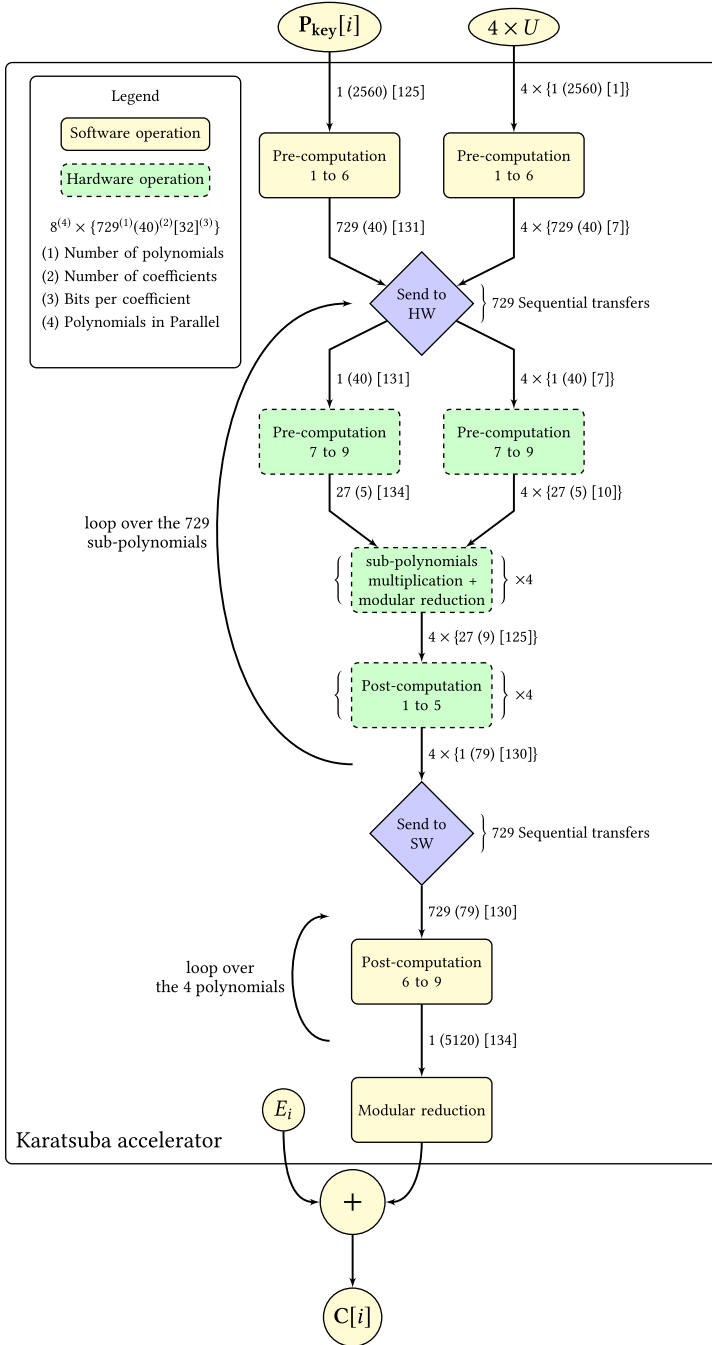 P_key[i]
4 × U
1 (2560) [125]
4 × {1 (2560) [1]}
Legend
Software operation
Hardware operation
8^(4) × {729^(1)(40)^(2)[32]^(3)}
(1) Number of polynomials
(2) Number of coefficients
(3) Bits per coefficient
(4) Polynomials in Parallel
Pre-computation
1 to 6
Pre-computation
1 to 6
729 (40) [131]
4 × {729 (40) [7]}
Send to
HW
} 729 Sequential transfers
1 (40) [131]
4 × {1 (40) [7]}
Pre-computation
7 to 9
Pre-computation
7 to 9
27 (5) [134]
4 × {27 (5) [10]}
loop over the 729
sub-polynomials
{ sub-polynomials
multiplication +
modular reduction } ×4
4 × {27 (9) [125]}
{ Post-computation
1 to 5 } ×4
4 × {1 (79) [130]}
Send to
SW
} 729 Sequential transfers
729 (79) [130]
loop over
the 4 polynomials
Post-computation
6 to 9
1 (5120) [134]
E_i
Modular reduction
Karatsuba accelerator
+
C[i]